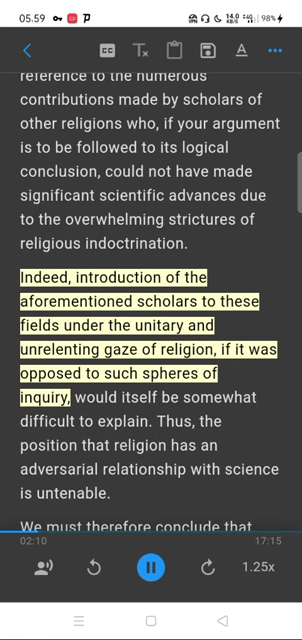 05.59
14.0
KB/S
4G
98%
CC
reference to the numerous
contributions made by scholars of
other religions who, if your argument
is to be followed to its logical
conclusion, could not have made
significant scientific advances due
to the overwhelming strictures of
religious indoctrination.
Indeed, introduction of the
aforementioned scholars to these
fields under the unitary and
unrelenting gaze of religion, if it was
opposed to such spheres of
inquiry, would itself be somewhat
difficult to explain. Thus, the
position that religion has an
adversarial relationship with science
is untenable.
We must therefore conclude that
02:10
17:15
1.25x